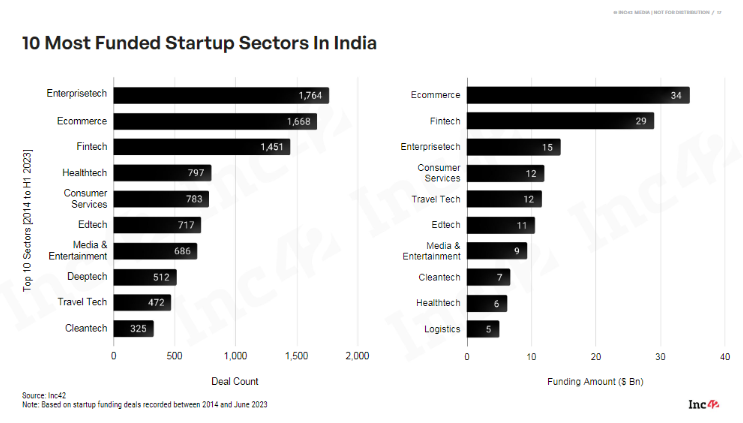 © INC42 MEDIA | NOT FOR DISTRIBUTION /
10 Most Funded Startup Sectors In India
Top 10 Sectors [2014 to H1 2023]
Enterprisetech 1,764
Ecommerce 1,668
Fintech 1,451
Healthtech 797
Consumer
Services 783
Edtech 717
Media &
Entertainment 686
Deeptech 512
Travel Tech 472
Cleantech 325
0 500 1,000 1,500 2,000
Deal Count
Ecommerce 34
Fintech 29
Enterprisetech 15
Consumer
Services 12
Travel Tech 12
Edtech 11
Media &
Entertainment 9
Cleantech 7
Healthtech 6
Logistics 5
0 10 20 30 40
Funding Amount ($ Bn)
Source: Inc42
Note: Based on startup funding deals recorded between 2014 and June 2023
Inc42